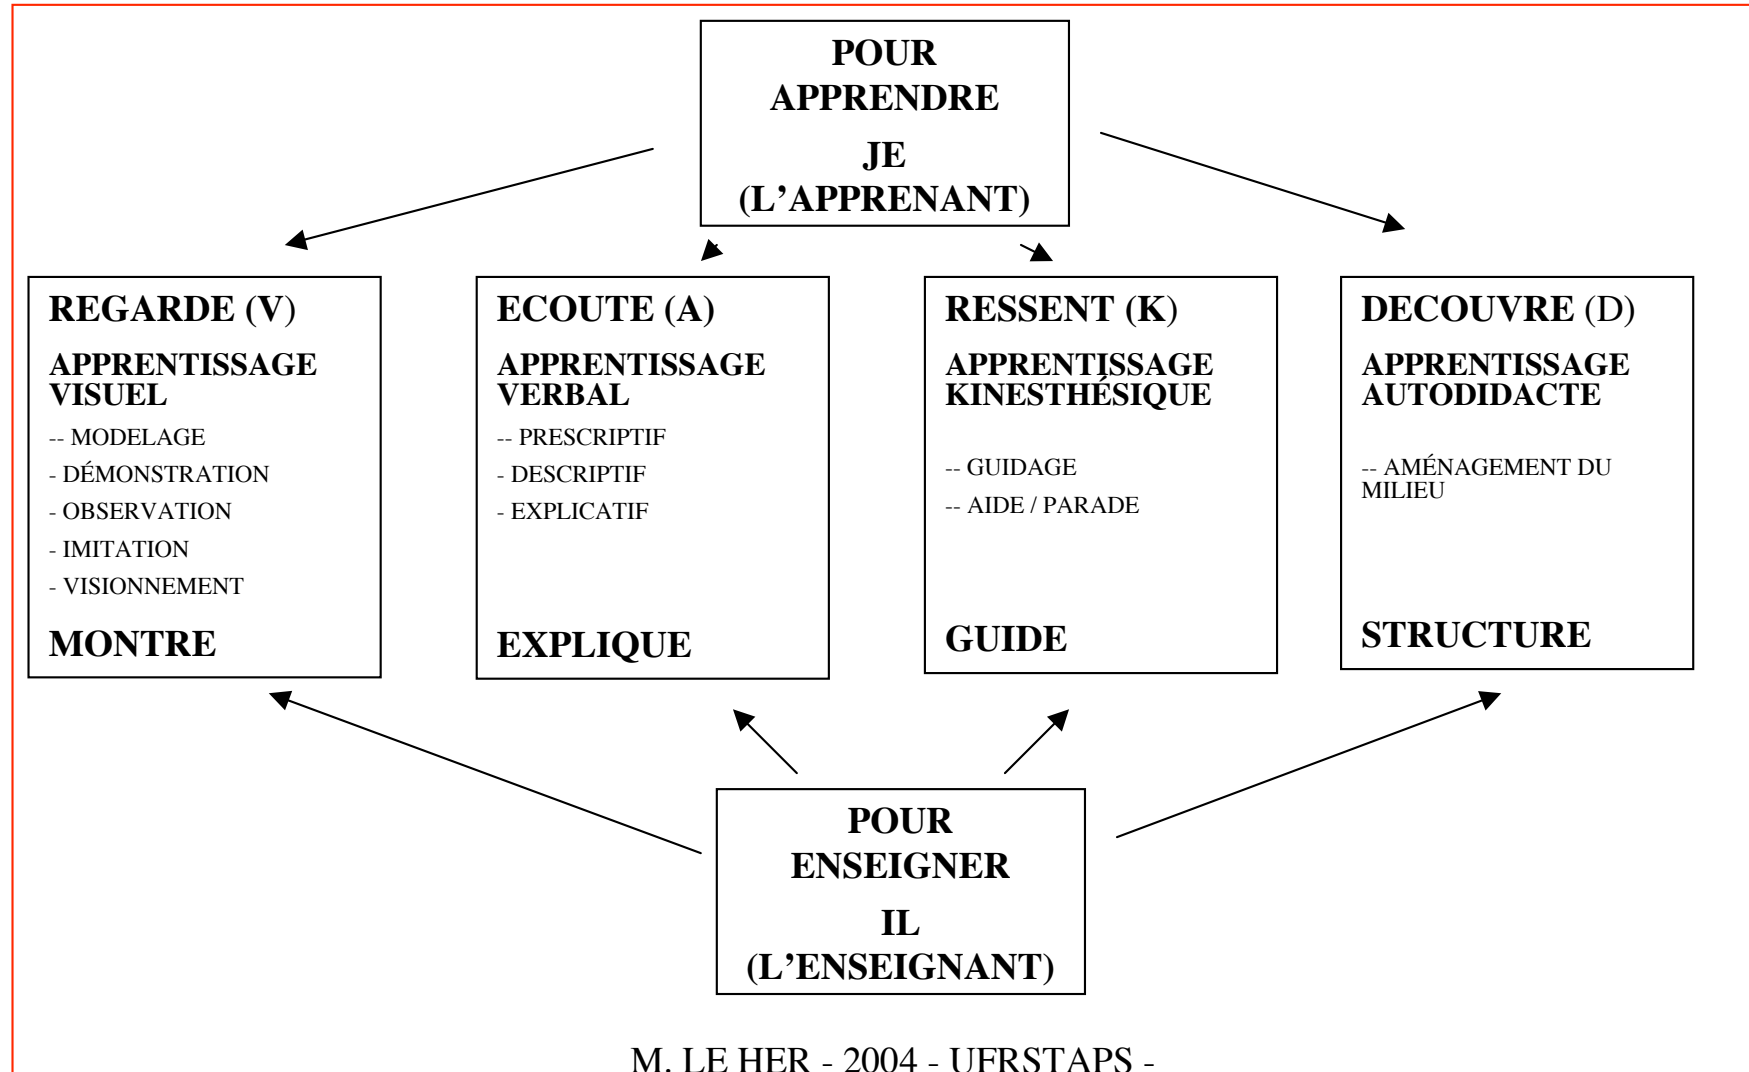 POUR
APPRENDRE
JE
(L’APPRENANT)
REGARDE (V)
APPRENTISSAGE
VISUEL
-- MODELAGE
- DÉMONSTRATION
- OBSERVATION
- IMITATION
- VISIONNEMENT
MONTRE
ECOUTE (A)
APPRENTISSAGE
VERBAL
-- PRESCRIPTIF
- DESCRIPTIF
- EXPLICATIF
EXPLIQUE
RESSENT (K)
APPRENTISSAGE
KINESTHÉSIQUE
-- GUIDAGE
-- AIDE / PARADE
GUIDE
DECOUVRE (D)
APPRENTISSAGE
AUTODIDACTE
-- AMÉNAGEMENT DU
MILIEU
STRUCTURE
POUR
ENSEIGNER
IL
(L’ENSEIGNANT)
M. LE HER - 2004 - UFRSTAPS -